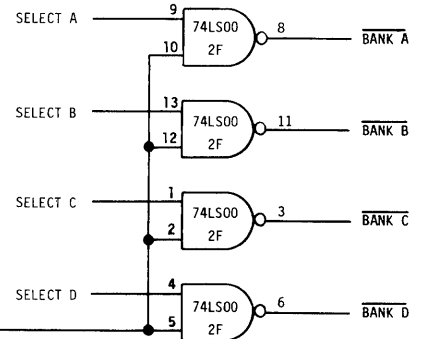 SELECT A
9
10
74LS00
2F
8
BANK A
SELECT B
13
12
74LS00
2F
11
BANK B
SELECT C
1
2
74LS00
2F
3
BANK C
SELECT D
4
5
74LS00
2F
6
BANK D